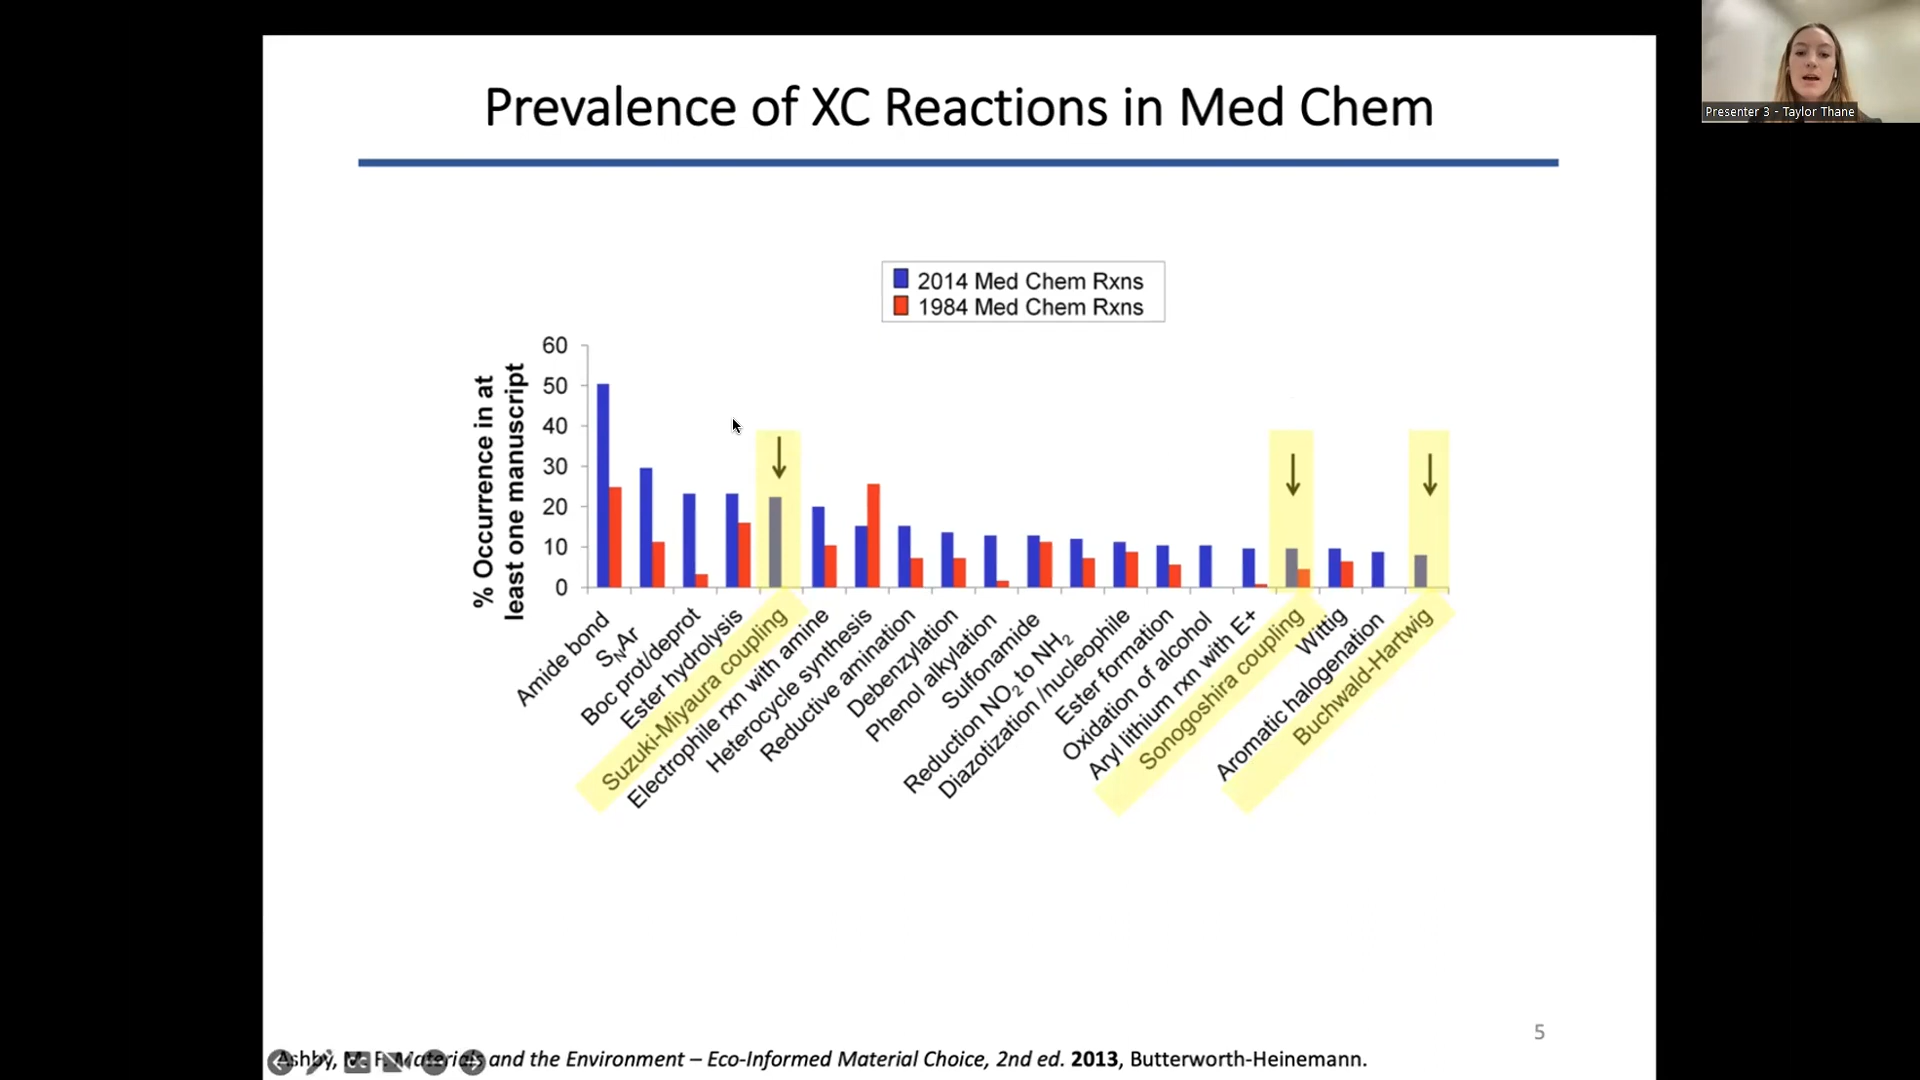 Prevalence of XC Reactions in Med Chem
Presenter 3 - Taylor Thane
2014 Med Chem Rxns
1984 Med Chem Rxns
% Occurrence in at
least one manuscript
60
50
40
30
20
10
0
Amide bond
SNAr
Boc prot/deprot
Ester hydrolysis
Suzuki-Miyaura coupling
Electrophile rxn with amine
Heterocycle synthesis
Reductive amination
Debenzylation
Phenol alkylation
Sulfonamide
Reduction NO2 to NH2
Diazotization /nucleophile
Ester formation
Oxidation of alcohol
Aryl lithium rxn with E+
Sonogoshira coupling
Wittig
Aromatic halogenation
Buchwald-Hartwig
5
Ashby, M. F. Materials and the Environment – Eco-Informed Material Choice, 2nd ed. 2013, Butterworth-Heinemann.